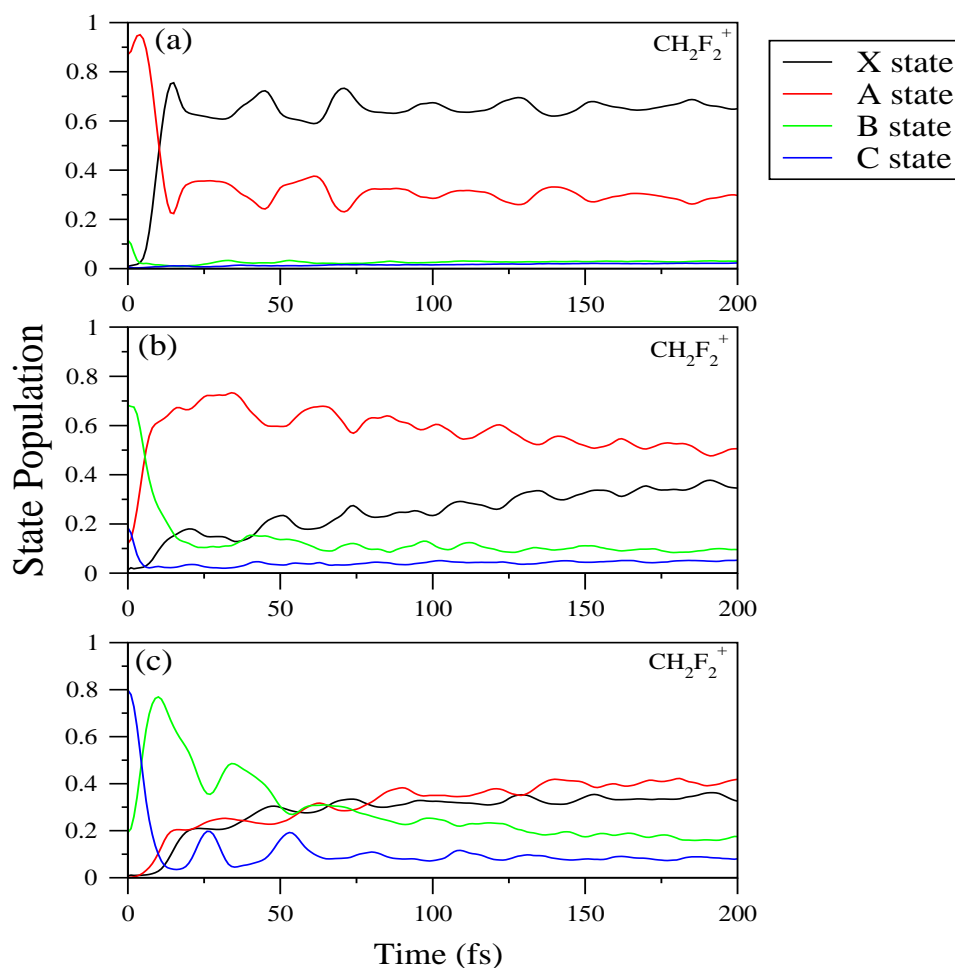 (a) CH₂F₂⁺
1
0.8
0.6
0.4
0.2
0
0 50 100 150 200
X state
A state
B state
C state
(b) CH₂F₂⁺
1
0.8
0.6
0.4
0.2
0
0 50 100 150 200
State Population
(c) CH₂F₂⁺
1
0.8
0.6
0.4
0.2
0
0 50 100 150 200
Time (fs)